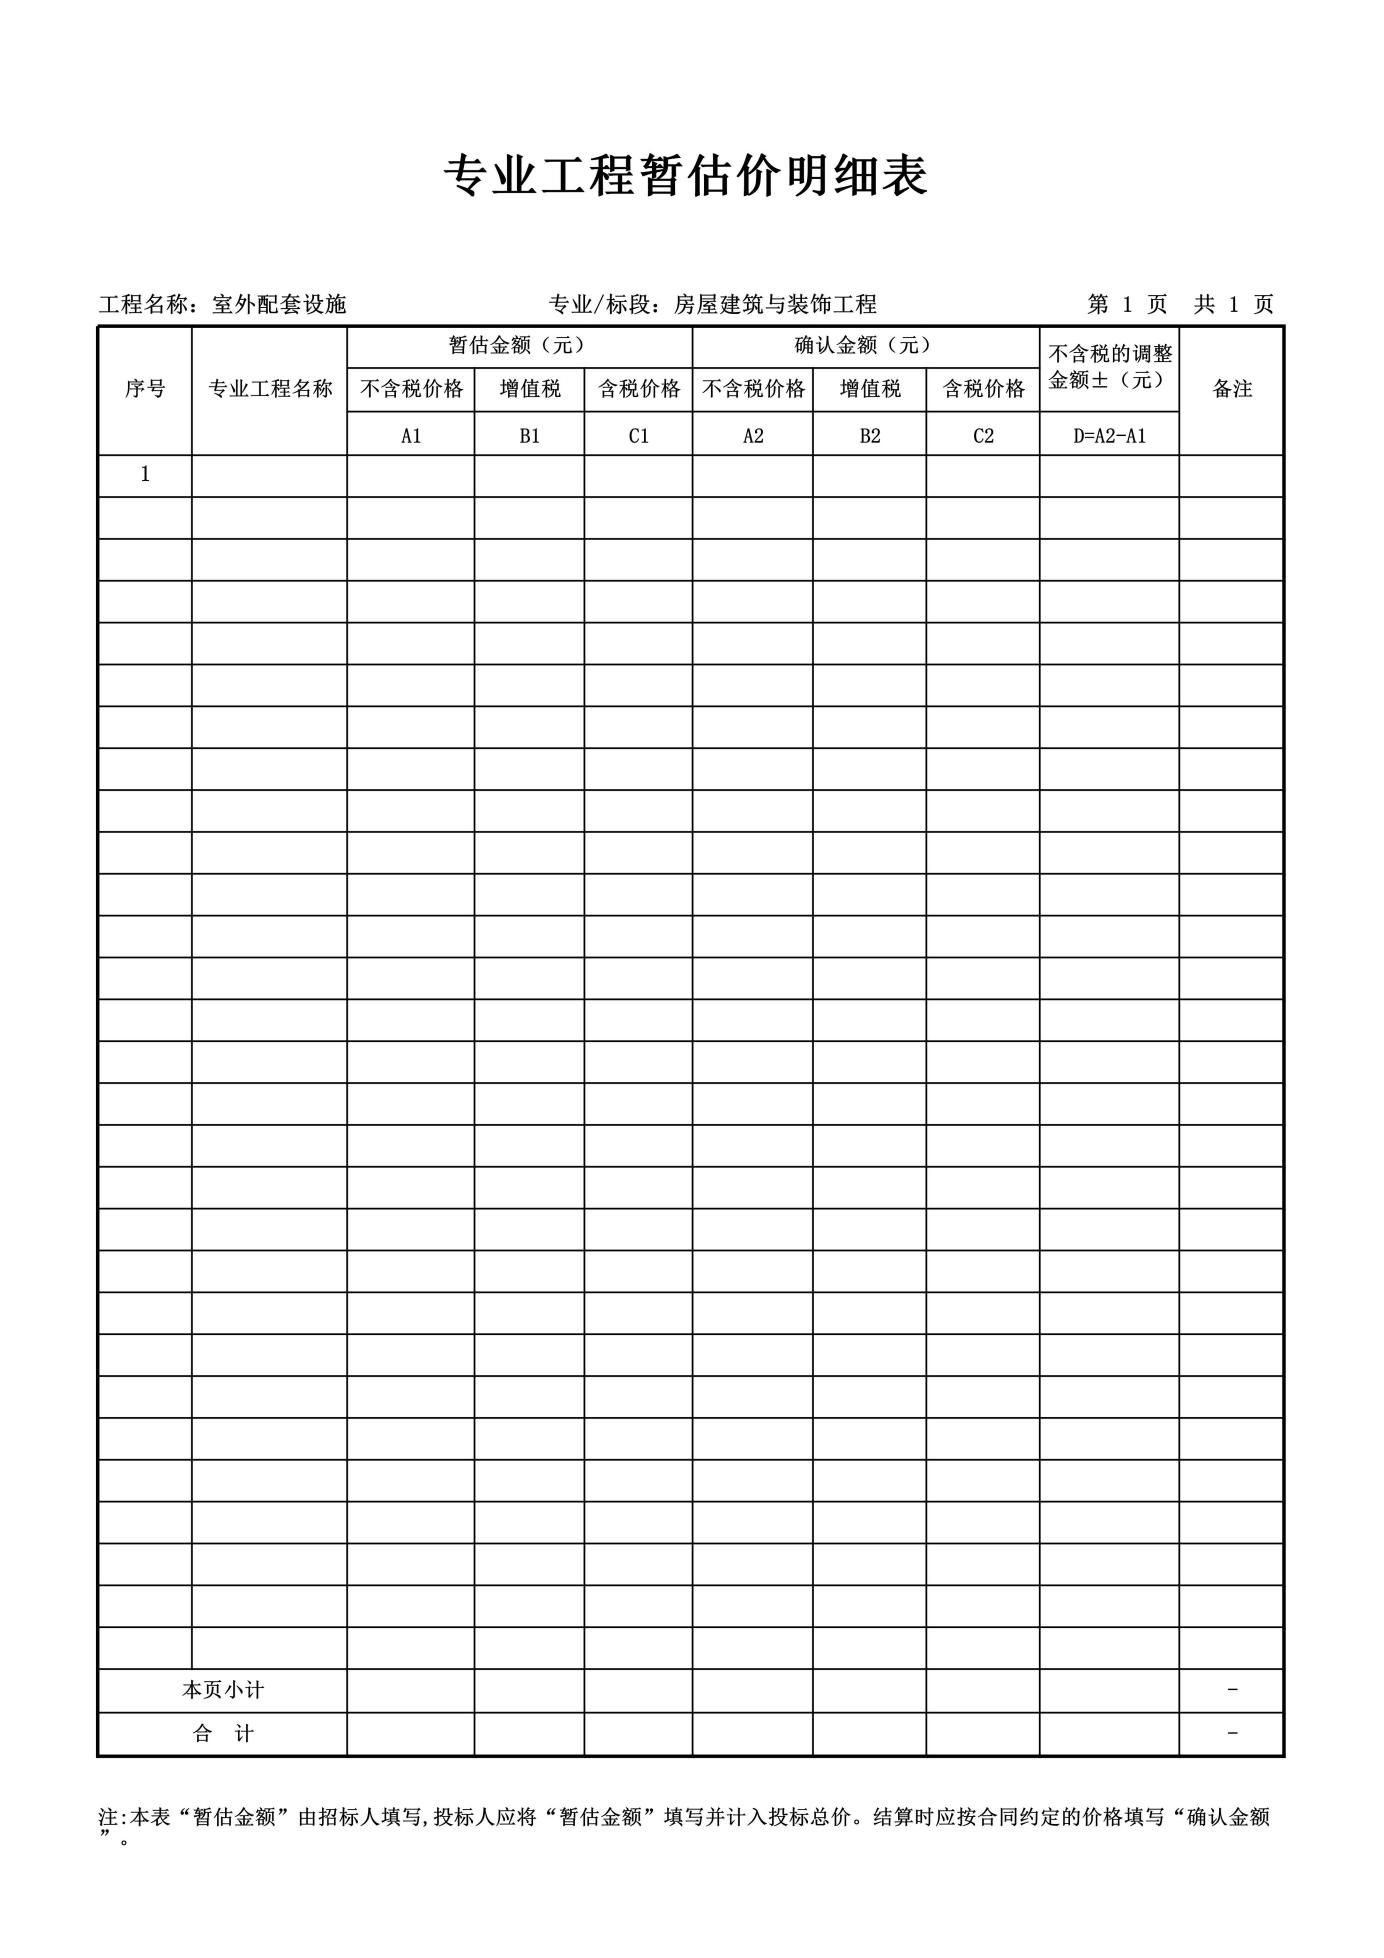 专业工程暂估价明细表
工程名称：室外配套设施 专业/标段：房屋建筑与装饰工程 第 1 页 共 1 页
序号 专业工程名称 暂估金额（元） 确认金额（元） 不含税的调整 备注
金额±（元）
不含税价格 增值税 含税价格 不含税价格 增值税 含税价格
A1 B1 C1 A2 B2 C2 D=A2-A1
1
本页小计 -
合 计 -
注:本表“暂估金额”由招标人填写,投标人应将“暂估金额”填写并计入投标总价。结算时应按合同约定的价格填写“确认金额
”。